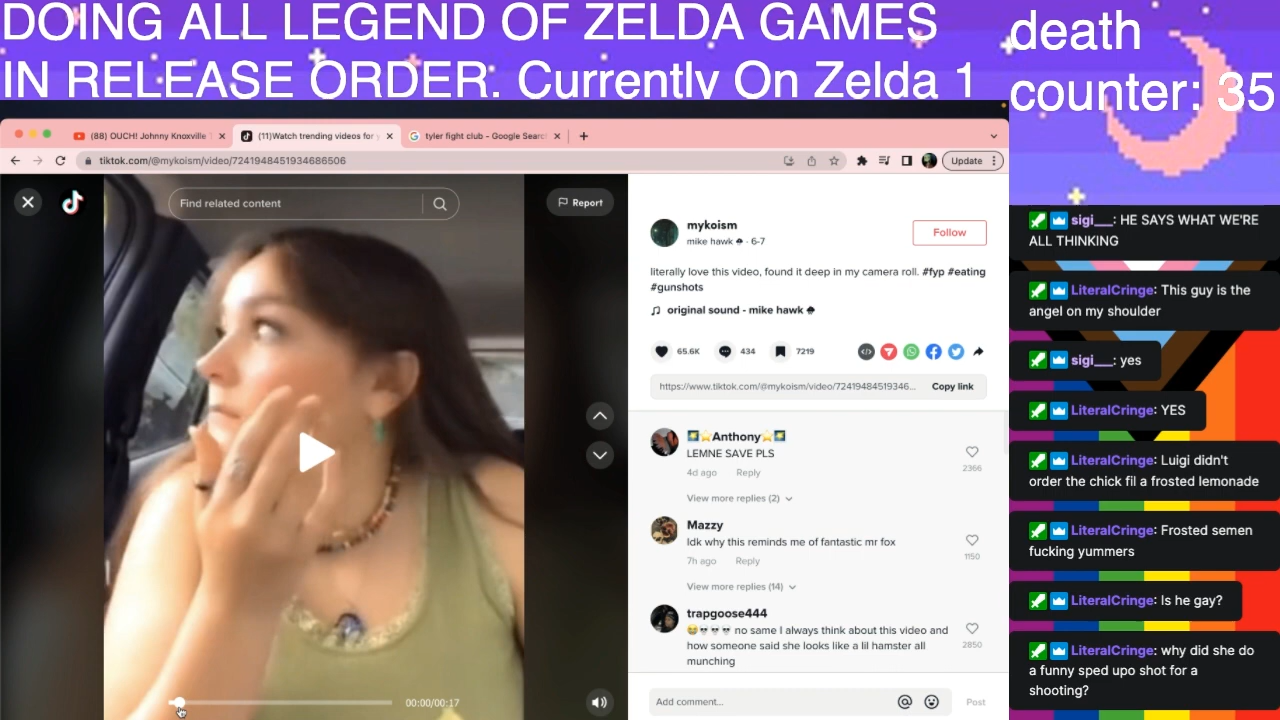 DOING ALL LEGEND OF ZELDA GAMES
IN RELEASE ORDER. Currently On Zelda 1
death
counter: 35
(88) OUCH! Johnny Knoxville
(11)Watch trending videos for
tyler fight club - Google Searc
tiktok.com/@mykoism/video/7241948451934686506
Update
Find related content
Report
00:00/00:17
mykoism
mike hawk · 6-7
Follow
literally love this video, found it deep in my camera roll. #fyp #eating
#gunshots
original sound - mike hawk
65.6K
434
7219
https://www.tiktok.com/@mykoism/video/72419484519346...
Copy link
Anthony
LEMNE SAVE PLS
4d ago
Reply
2366
View more replies (2)
Mazzy
Idk why this reminds me of fantastic mr fox
7h ago
Reply
1150
View more replies (14)
trapgoose444
😂💀💀💀 no same I always think about this video and
how someone said she looks like a lil hamster all
munching
2850
Add comment...
Post
sigi___: HE SAYS WHAT WE'RE
ALL THINKING
LiteralCringe: This guy is the
angel on my shoulder
sigi___: yes
LiteralCringe: YES
LiteralCringe: Luigi didn't
order the chick fil a frosted lemonade
LiteralCringe: Frosted semen
fucking yummers
LiteralCringe: Is he gay?
LiteralCringe: why did she do
a funny sped upo shot for a
shooting?